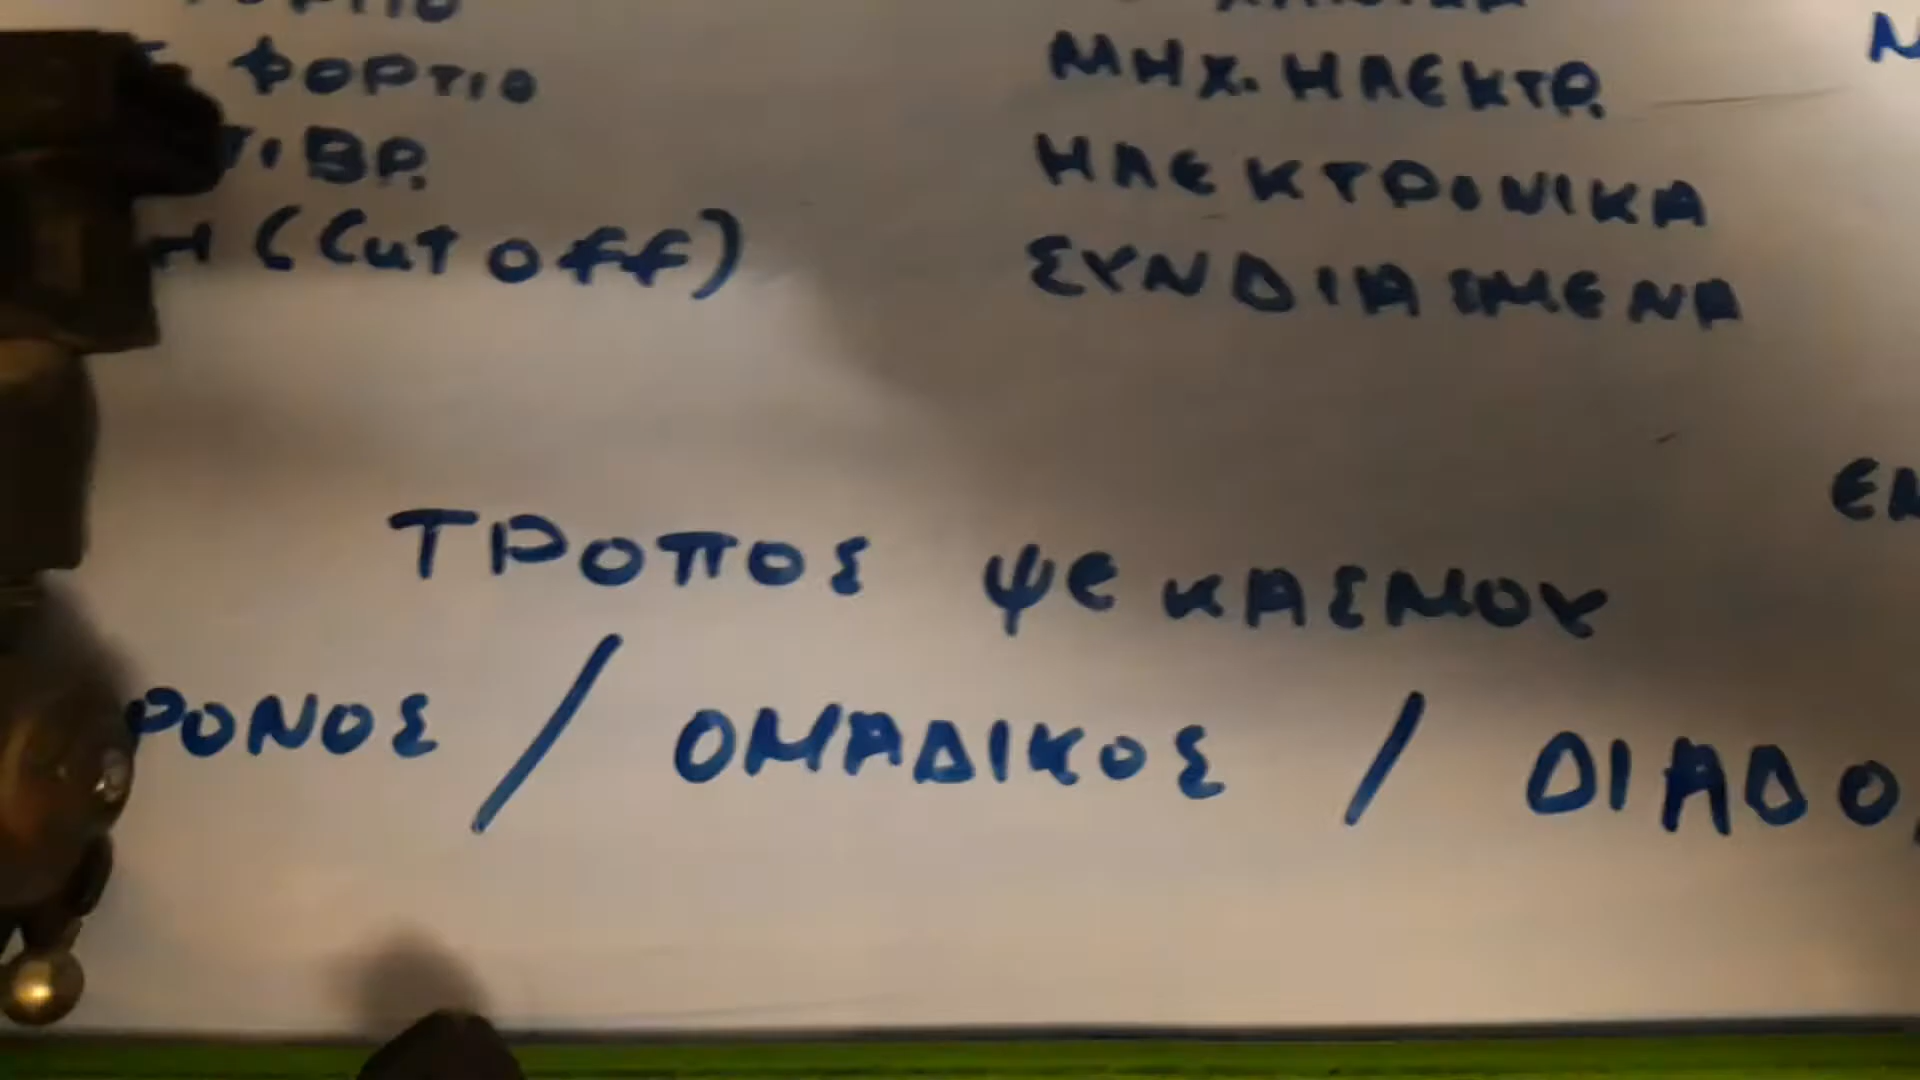 ΦΟΡΤΙΟ
ΜΗΧ. ΗΛΕΚΤΡ.
ΗΛΕΚΤΡΟΝΙΚΑ
(Cut off)
ΣΥΝΔΙΑΣΜΕΝΑ
ΤΡΟΠΟΣ ΨΕΚΑΣΜΟΥ
ΡΟΝΟΣ / ΟΜΑΔΙΚΟΣ / ΔΙΑΔΟ